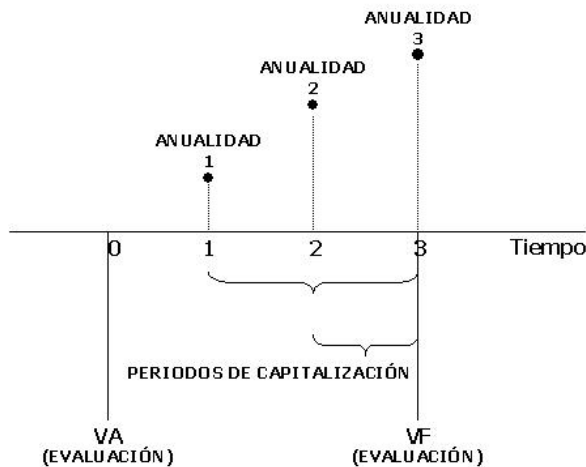 ANUALIDAD
3
ANUALIDAD
2
ANUALIDAD
1
0 1 2 3 Tiempo
PERIODOS DE CAPITALIZACIÓN
VA VF
(EVALUACIÓN) (EVALUACIÓN)